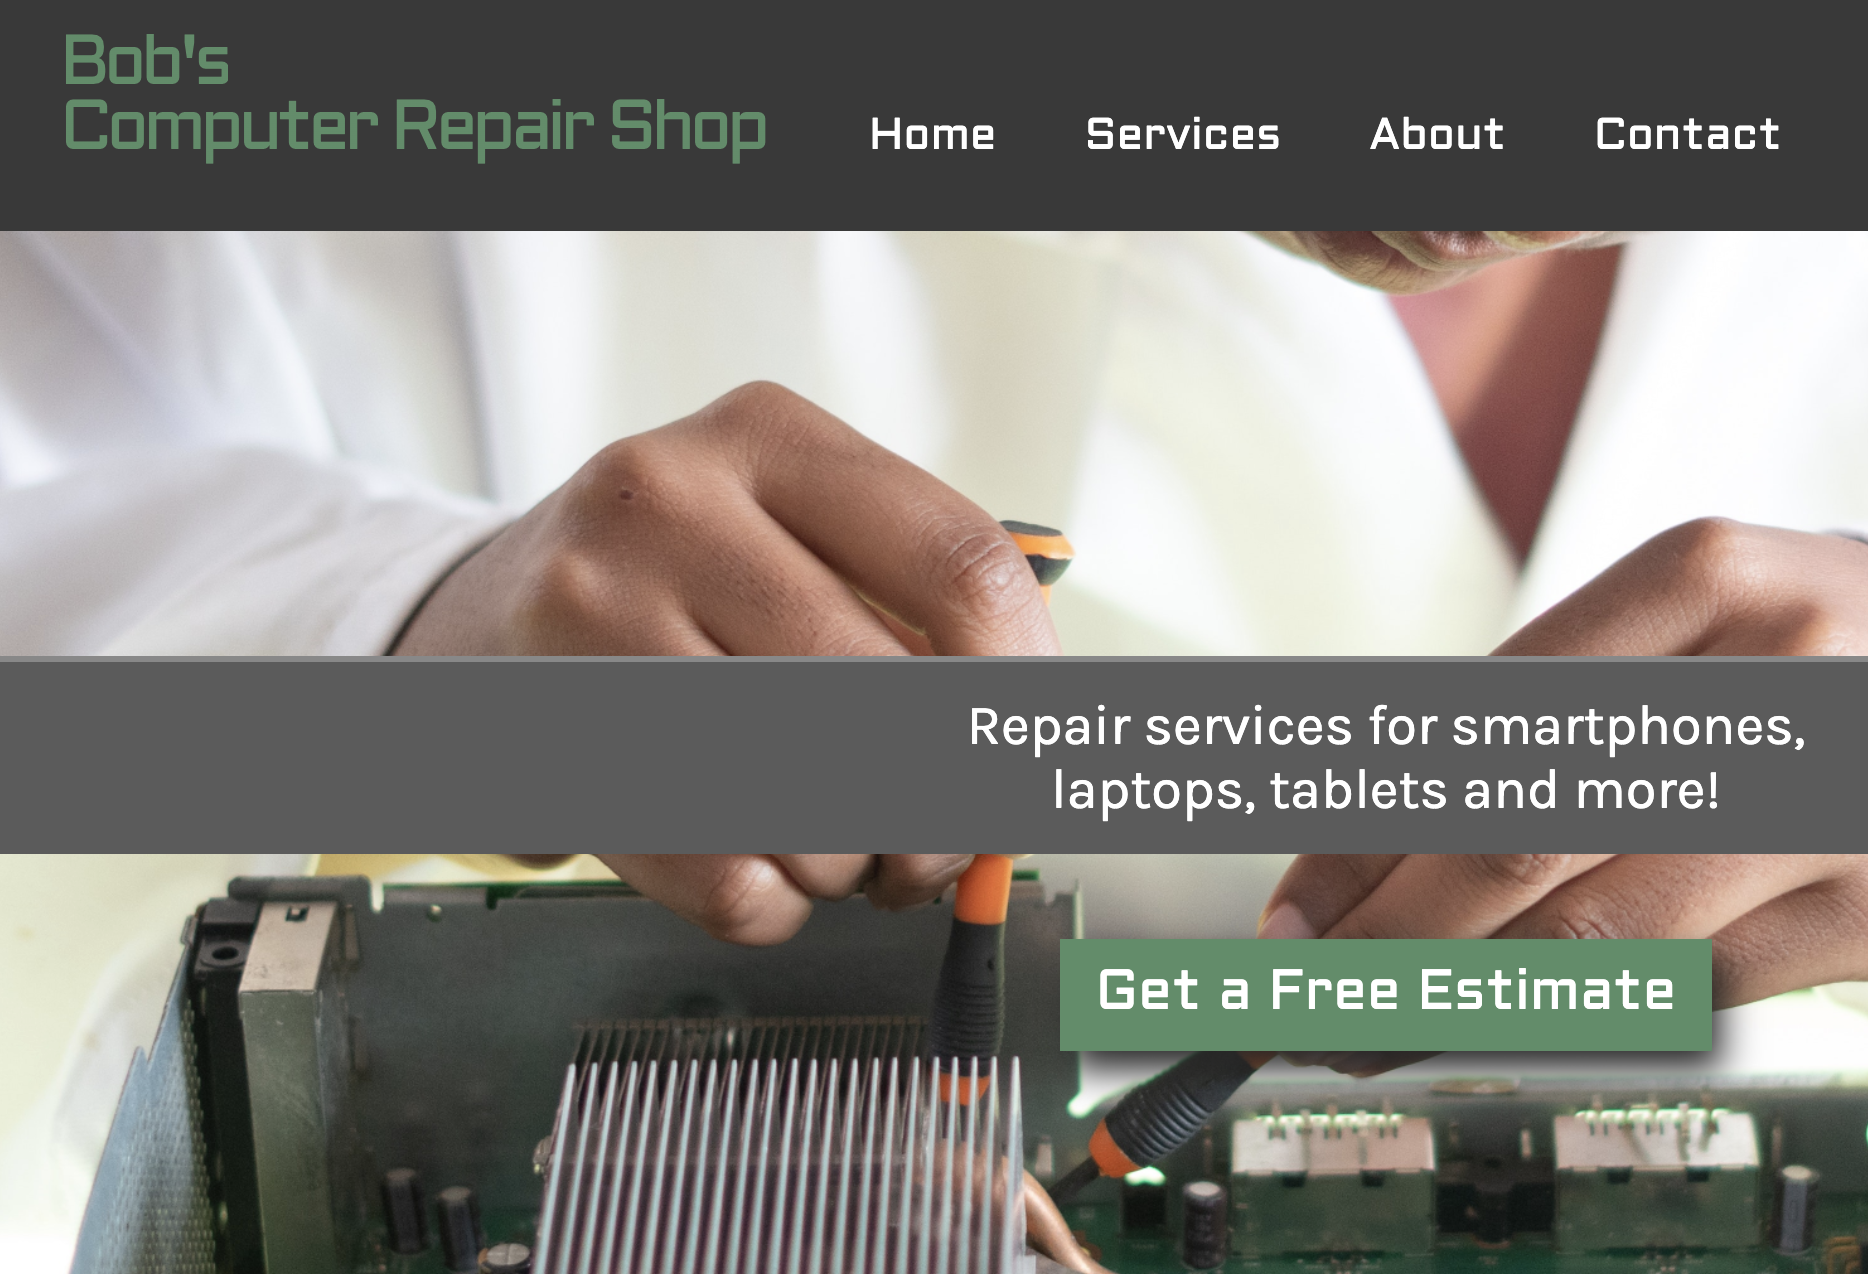 Bob's
Computer Repair Shop
Home Services About Contact
Repair services for smartphones,
laptops, tablets and more!
Get a Free Estimate